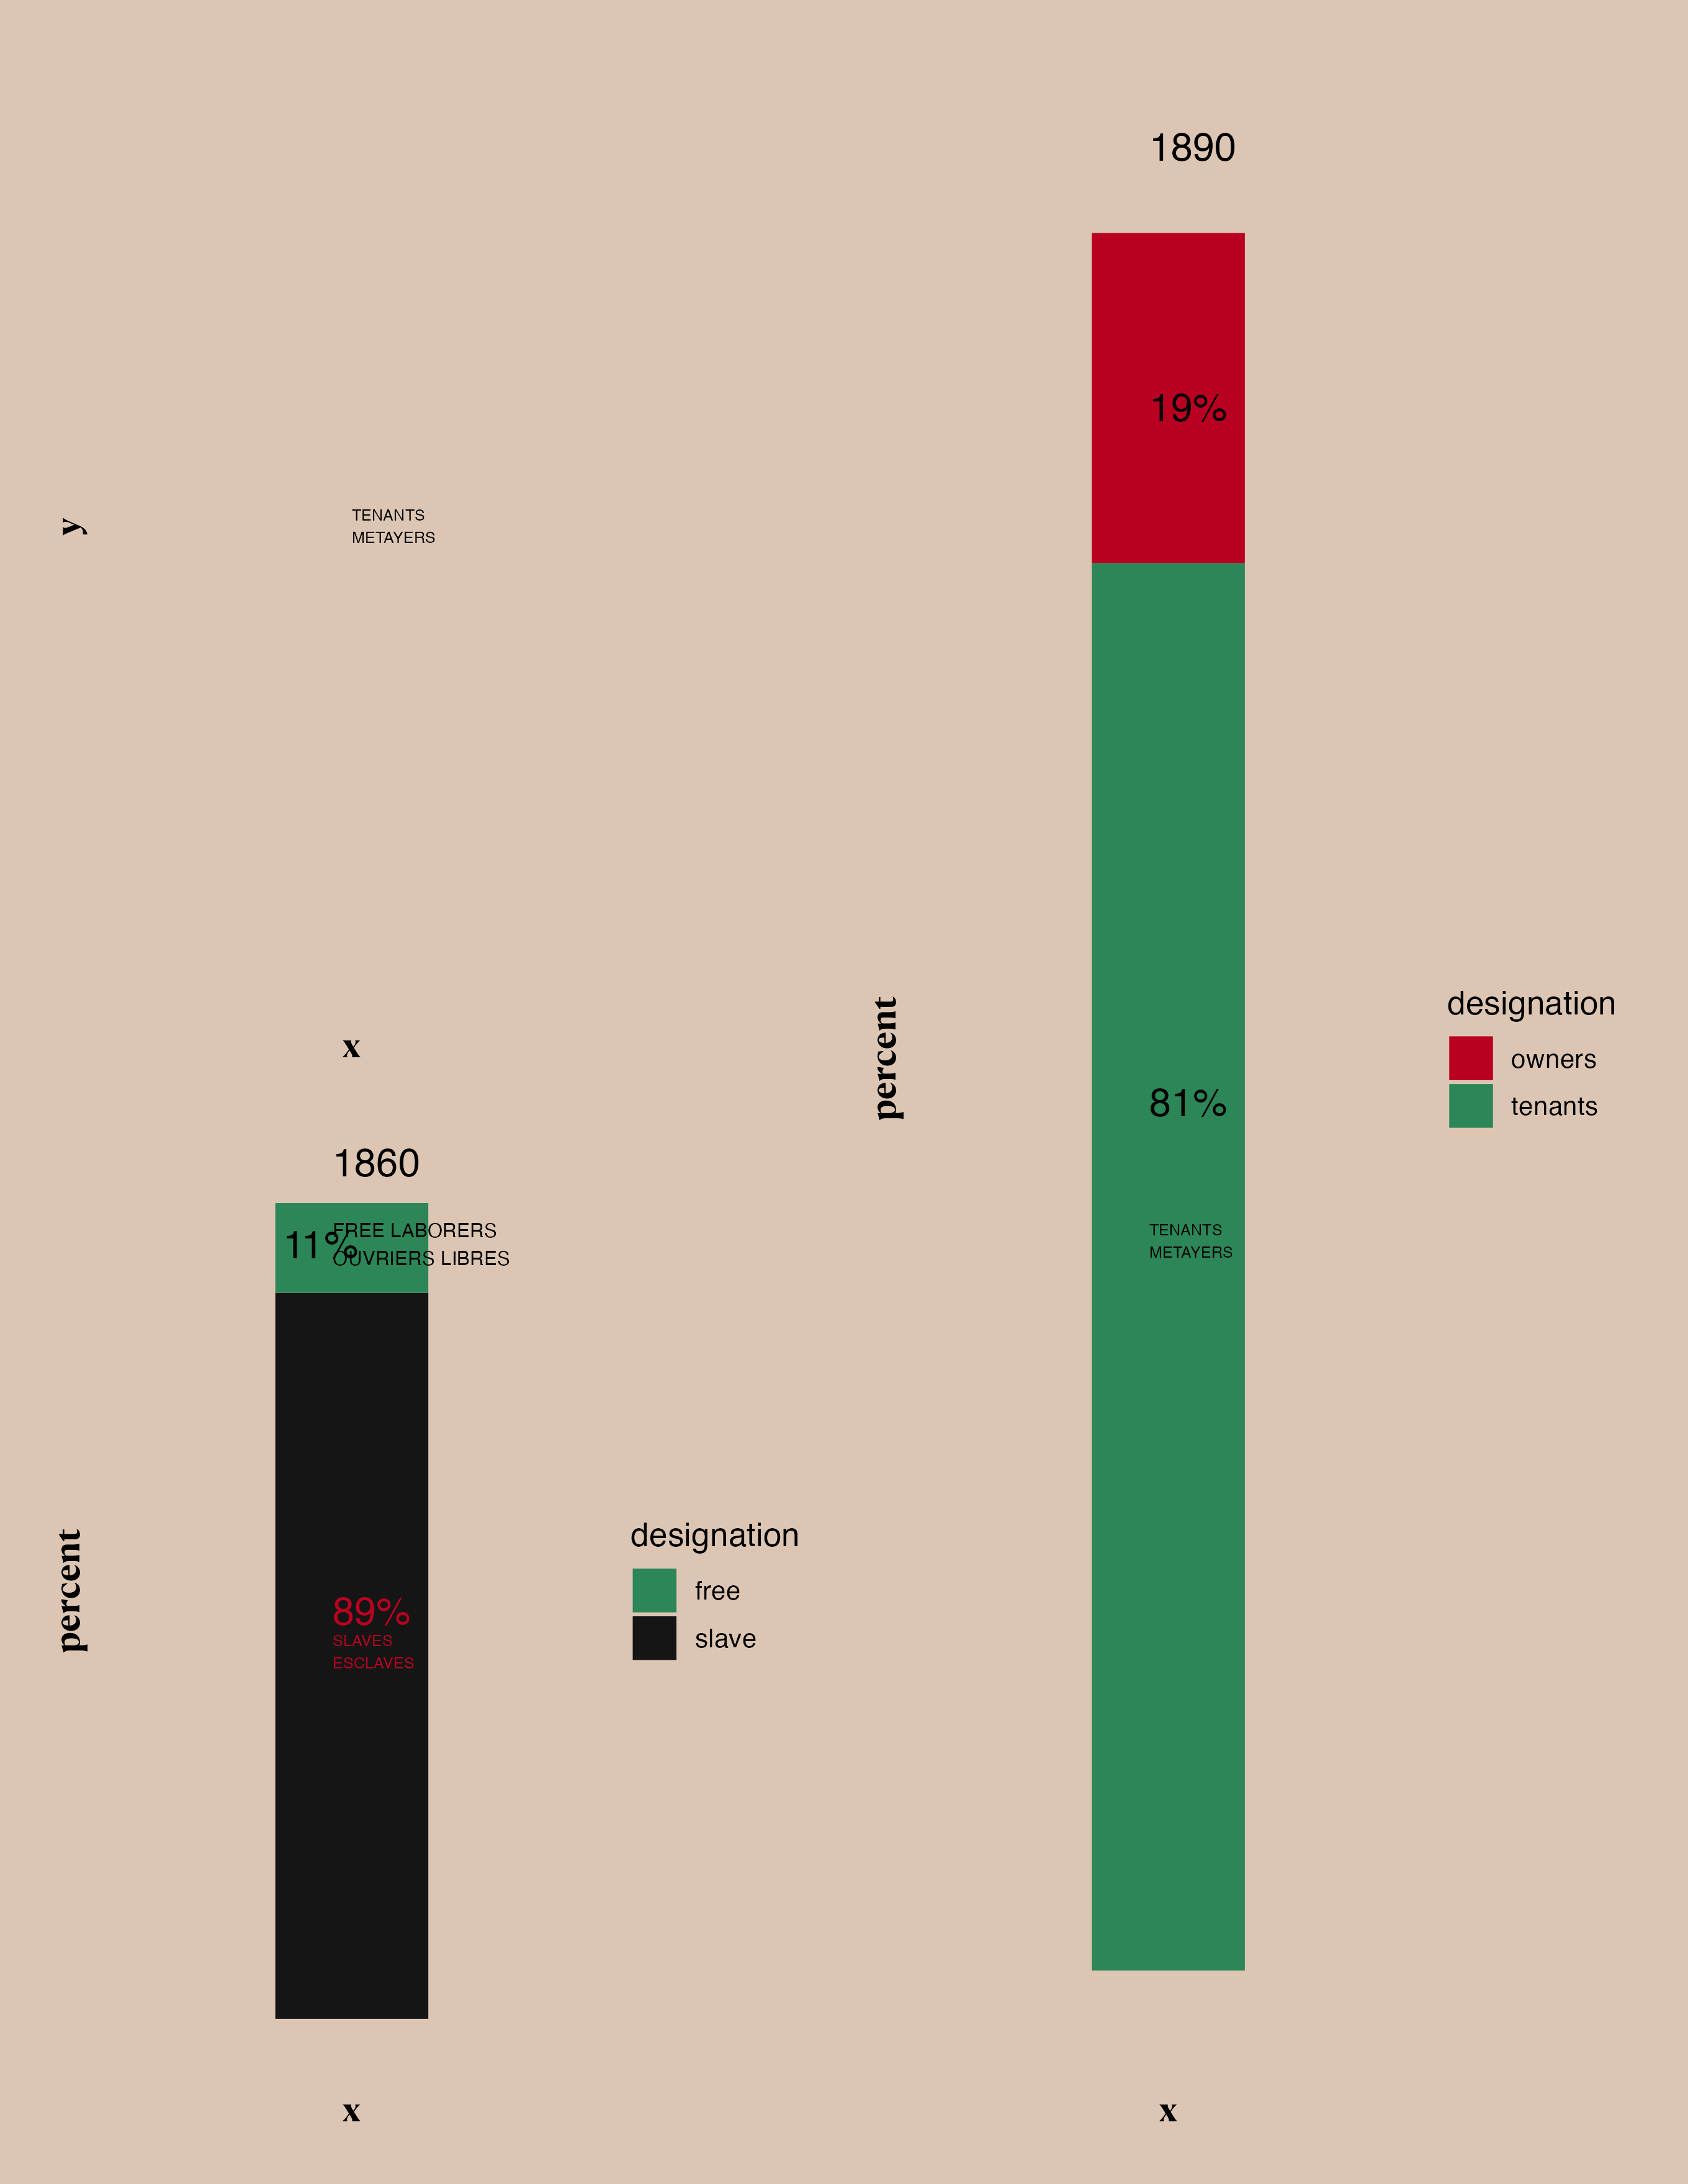 y
TENANTS
METAYERS
x
1860
11%
FREE LABORERS
OUVRIERS LIBRES
percent
89%
SLAVES
ESCLAVES
designation
free
slave
x
1890
19%
percent
81%
TENANTS
METAYERS
designation
owners
tenants
x